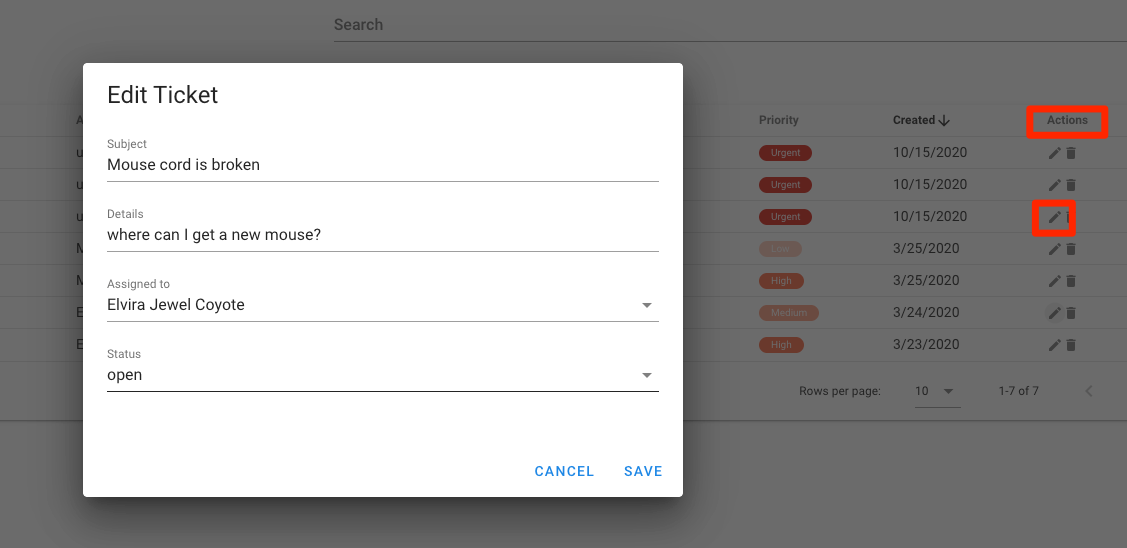 Search
Edit Ticket
Subject
Mouse cord is broken
Details
where can I get a new mouse?
Assigned to
Elvira Jewel Coyote
Status
open
CANCEL SAVE
Priority Created Actions
Urgent 10/15/2020
Urgent 10/15/2020
Urgent 10/15/2020
Low 3/25/2020
High 3/25/2020
Medium 3/24/2020
High 3/23/2020
Rows per page: 10 1-7 of 7